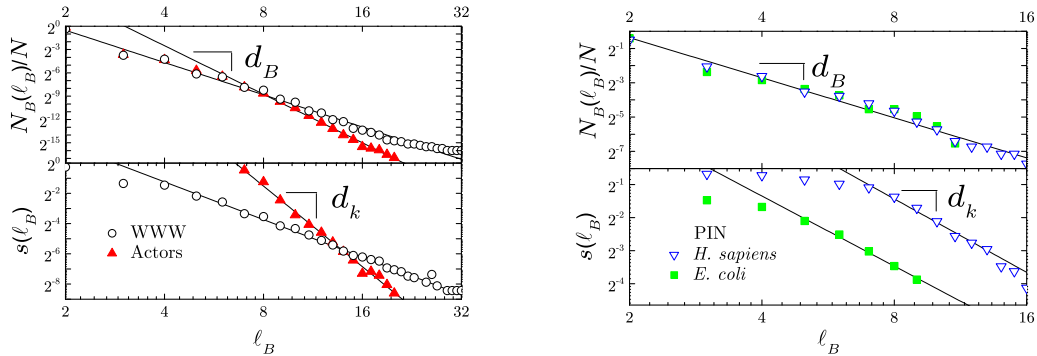 2 4 8 16 32
2 4 8 16
2^0
2^-3
2^-6
2^-9
2^-12
2^-15
2^-18
N_B(ℓ_B)/N
d_B
2^-1
2^-3
2^-5
2^-7
N_B(ℓ_B)/N
d_B
2^0
2^-2
2^-4
2^-6
2^-8
s(ℓ_B)
d_k
WWW
Actors
2^-1
2^-2
2^-4
s(ℓ_B)
d_k
PIN
H. sapiens
E. coli
2 4 8 16 32
ℓ_B
2 4 8 16
ℓ_B